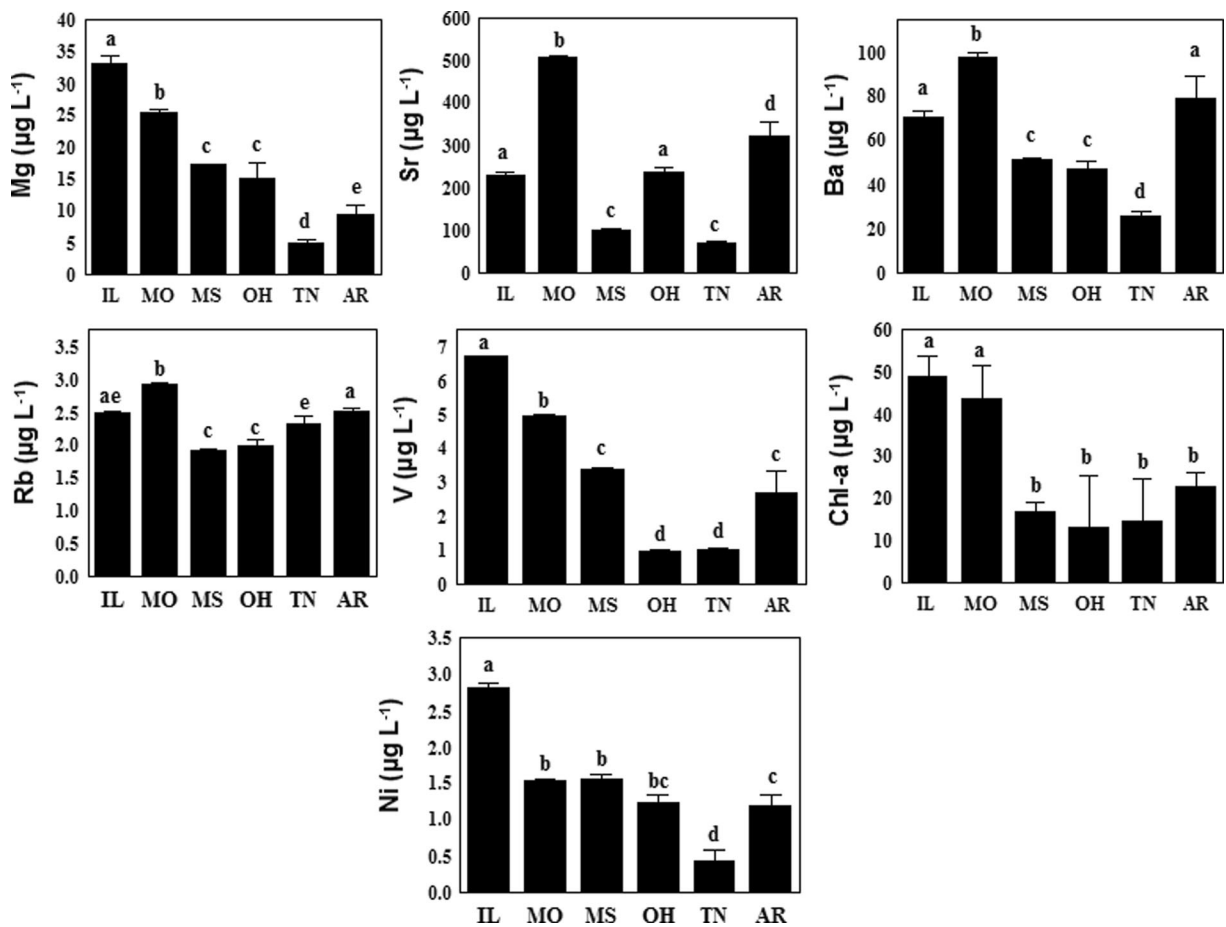 Mg (µg L⁻¹)
40
35
30
25
20
15
10
5
0
a
b
c
c
d
e
IL MO MS OH TN AR
Sr (µg L⁻¹)
600
500
400
300
200
100
0
a
b
c
a
c
d
IL MO MS OH TN AR
Ba (µg L⁻¹)
100
80
60
40
20
0
a
b
c
c
d
a
IL MO MS OH TN AR
Rb (µg L⁻¹)
3.5
3.0
2.5
2.0
1.5
1.0
0.5
0.0
ae
b
c
c
e
a
IL MO MS OH TN AR
V (µg L⁻¹)
7
6
5
4
3
2
1
0
a
b
c
d
d
c
IL MO MS OH TN AR
Chl-a (µg L⁻¹)
60
50
40
30
20
10
0
a
a
b
b
b
b
IL MO MS OH TN AR
Ni (µg L⁻¹)
3.5
3.0
2.5
2.0
1.5
1.0
0.5
0.0
a
b
b
bc
d
c
IL MO MS OH TN AR